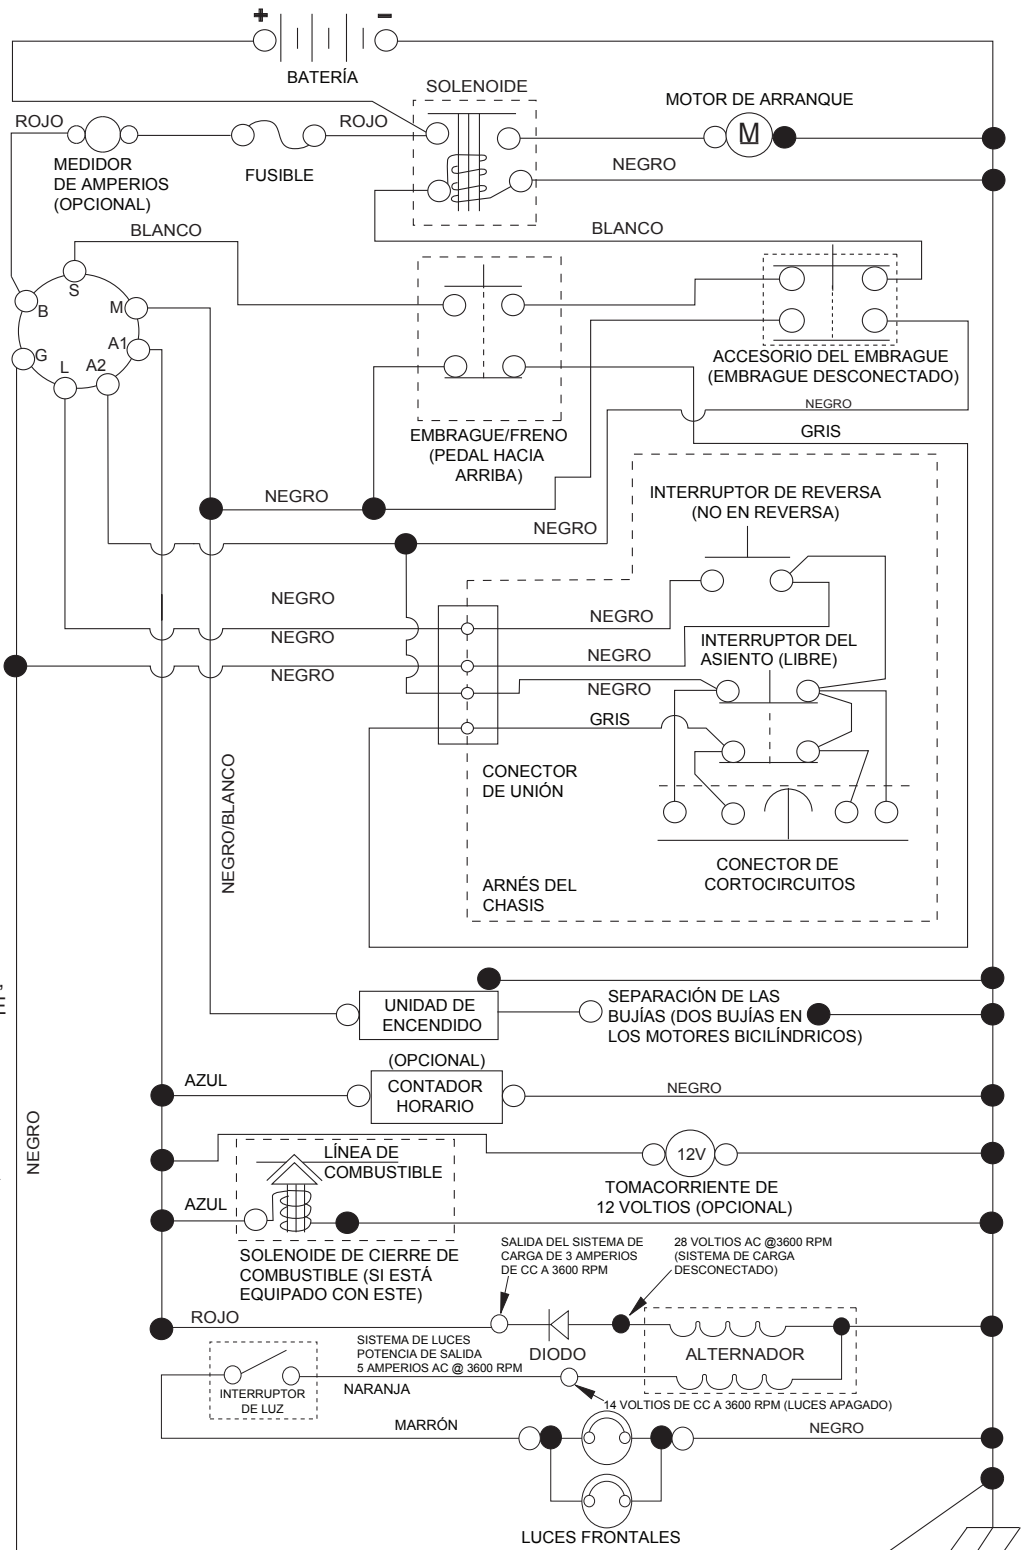 + −
BATERÍA
SOLENOIDE
MOTOR DE ARRANQUE
ROJO
ROJO
M
NEGRO
MEDIDOR
DE AMPERIOS
(OPCIONAL)
FUSIBLE
BLANCO
BLANCO
S
B
M
G
A1
L
A2
ACCESORIO DEL EMBRAGUE
(EMBRAGUE DESCONECTADO)
NEGRO
GRIS
EMBRAGUE/FRENO
(PEDAL HACIA
ARRIBA)
NEGRO
NEGRO
INTERRUPTOR DE REVERSA
(NO EN REVERSA)
NEGRO
NEGRO
NEGRO
NEGRO
INTERRUPTOR DEL
ASIENTO (LIBRE)
NEGRO
NEGRO
GRIS
CONECTOR
DE UNIÓN
NEGRO/BLANCO
CONECTOR DE
CORTOCIRCUITOS
ARNÉS DEL
CHASIS
UNIDAD DE
ENCENDIDO
SEPARACIÓN DE LAS
BUJÍAS (DOS BUJÍAS EN
LOS MOTORES BICILÍNDRICOS)
(OPCIONAL)
AZUL
CONTADOR
HORARIO
NEGRO
NEGRO
LÍNEA DE
COMBUSTIBLE
12V
TOMACORRIENTE DE
12 VOLTIOS (OPCIONAL)
AZUL
SOLENOIDE DE CIERRE DE
COMBUSTIBLE (SI ESTÁ
EQUIPADO CON ESTE)
SALIDA DEL SISTEMA DE
CARGA DE 3 AMPERIOS
DE CC A 3600 RPM
28 VOLTIOS AC @3600 RPM
(SISTEMA DE CARGA
DESCONECTADO)
ROJO
DIODO
ALTERNADOR
SISTEMA DE LUCES
POTENCIA DE SALIDA
5 AMPERIOS AC @ 3600 RPM
NARANJA
INTERRUPTOR
DE LUZ
14 VOLTIOS DE CC A 3600 RPM (LUCES APAGADO)
MARRÓN
NEGRO
LUCES FRONTALES